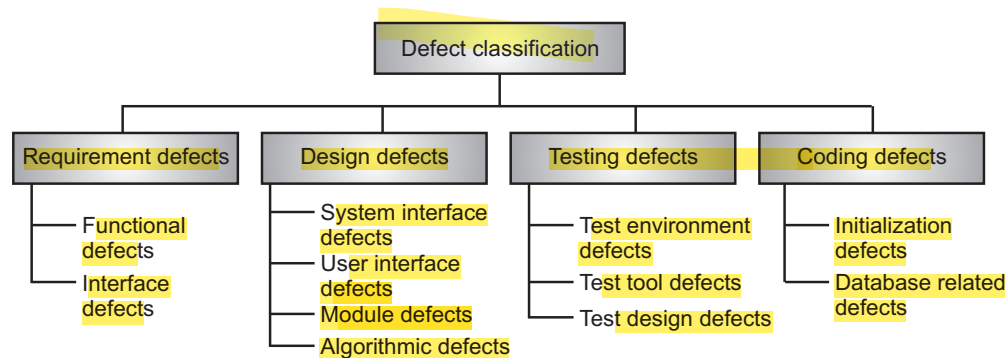 Defect classification
Requirement defects
Functional
defects
Interface
defects
Design defects
System interface
defects
User interface
defects
Module defects
Algorithmic defects
Testing defects
Test environment
defects
Test tool defects
Test design defects
Coding defects
Initialization
defects
Database related
defects